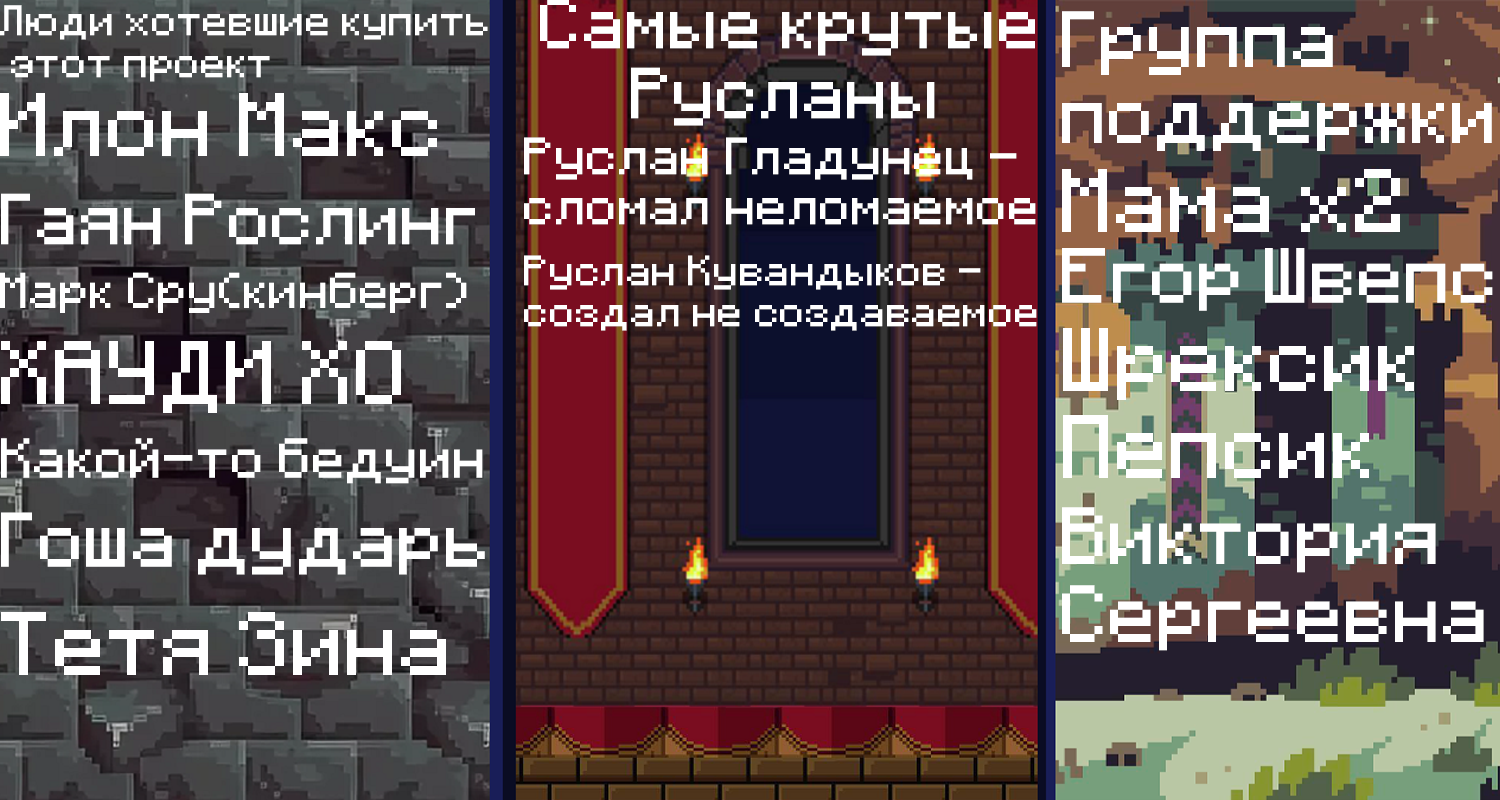 Люди хотевшие купить
этот проект
Илон Макс
Гаян Рослинг
Марк Сру(кинберг)
ХАУДИ ХО
Какой-то бедуин
Гоша дударь
Тетя Зина
Самые крутые
Русланы
Руслан Гладунец -
сломал неломаемое
Руслан Кувандыков -
создал не создаваемое
Группа
поддержки
Мама x2
Егор Швепс
Шрексик
Пепсик
Виктория
Сергеевна